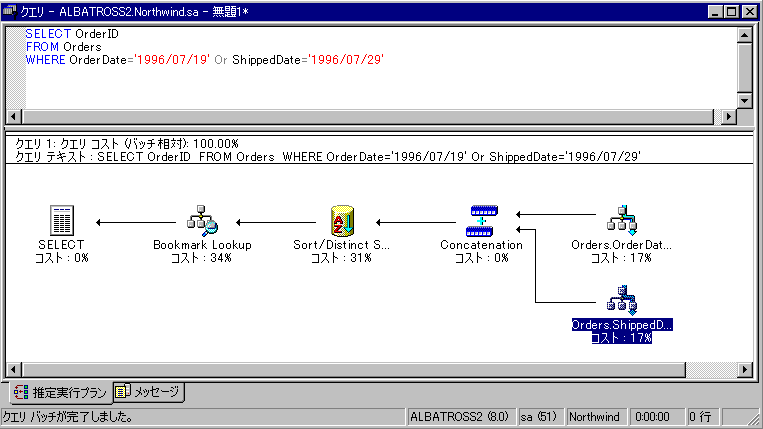 クエリ - ALBATROSS2.Northwind.sa - 無題1*
SELECT OrderID
FROM Orders
WHERE OrderDate='1996/07/19' Or ShippedDate='1996/07/29'
クエリ 1: クエリ コスト (バッチ相対): 100.00%
クエリ テキスト : SELECT OrderID FROM Orders WHERE OrderDate='1996/07/19' Or ShippedDate='1996/07/29'
SELECT
コスト : 0%
Bookmark Lookup
コスト : 34%
Sort/Distinct S...
コスト : 31%
Concatenation
コスト : 0%
Orders.OrderDat...
コスト : 17%
Orders.ShippedD...
コスト : 17%
推定実行プラン メッセージ
クエリ バッチが完了しました。 ALBATROSS2 (8.0) sa (51) Northwind 0:00:00 0 行